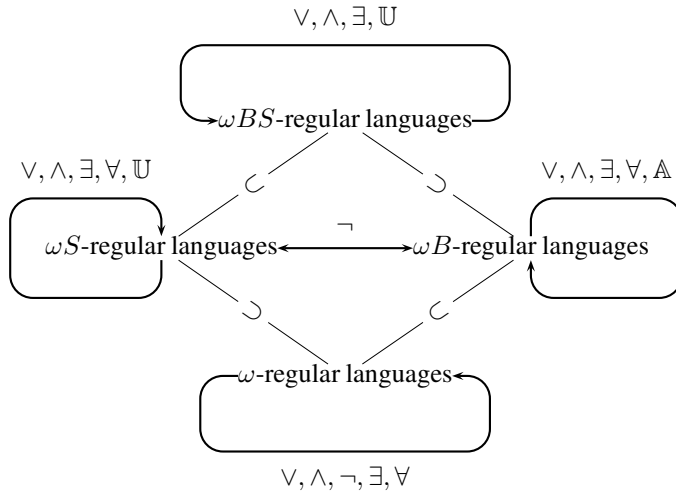 ∨, ∧, ∃, 𝕌
ωBS-regular languages
⊂ ⊃
∨, ∧, ∃, ∀, 𝕌
∨, ∧, ∃, ∀, 𝔸
¬
ωS-regular languages
ωB-regular languages
⊃ ⊂
ω-regular languages
∨, ∧, ¬, ∃, ∀